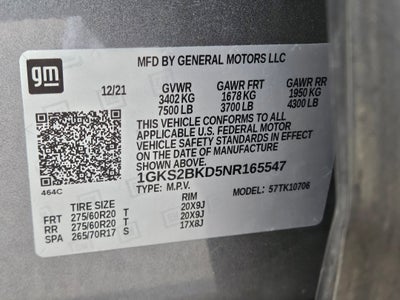 gm
MFD BY GENERAL MOTORS LLC
12/21 GVWR GAWR FRT GAWR RR
3402 KG 1678 KG 1950 KG
7500 LB 3700 LB 4300 LB
THIS VEHICLE CONFORMS TO ALL
APPLICABLE U.S. FEDERAL MOTOR
VEHICLE SAFETY STANDARDS IN EFFECT
ON THE DATE OF MANUFACTURE
SHOWN ABOVE.
464C 1GKS2BKD5NR165547
TYPE: M.P.V. MODEL: 57TK10706
TIRE SIZE RIM
FRT 275/60R20 T 20X9J
RR 275/60R20 T 20X9J
SPA 265/70R17 S 17X8J